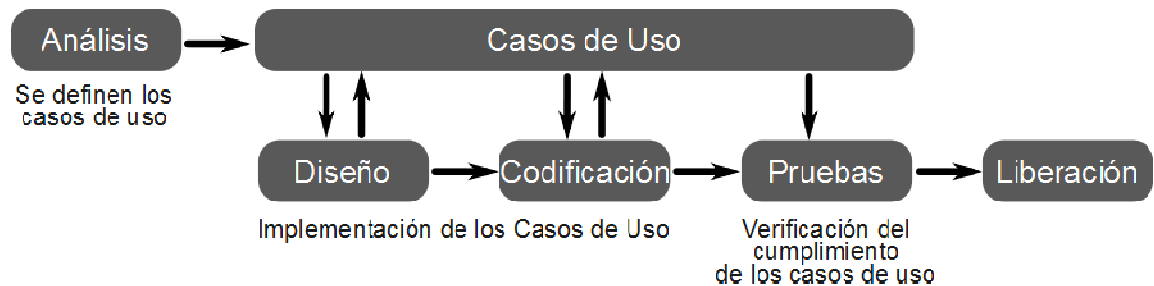 Análisis
Casos de Uso
Se definen los
casos de uso
Diseño
Codificación
Pruebas
Liberación
Implementación de los Casos de Uso
Verificación del
cumplimiento
de los casos de uso